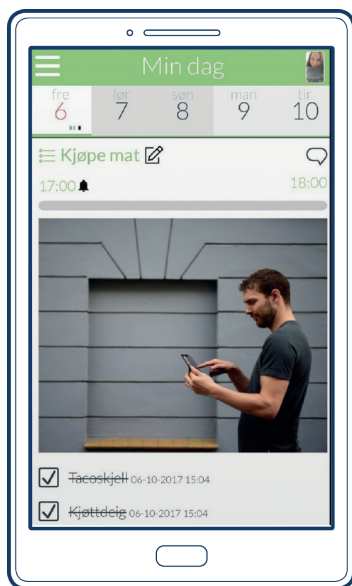 Min dag
fre lør søn man tir
6 7 8 9 10
Kjøpe mat
17:00 18:00
Tacoskjell 06-10-2017 15:04
Kjøttdeig 06-10-2017 15:04